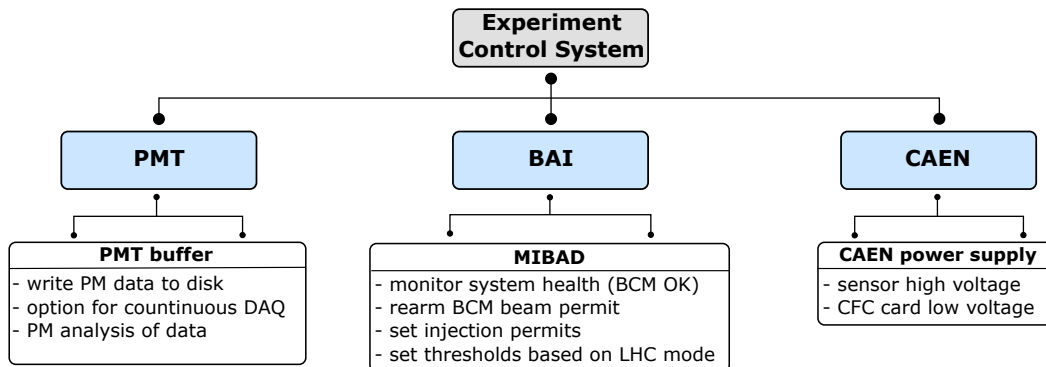 Experiment
Control System
PMT
BAI
CAEN
PMT buffer
- write PM data to disk
- option for countinuous DAQ
- PM analysis of data
MIBAD
- monitor system health (BCM OK)
- rearm BCM beam permit
- set injection permits
- set thresholds based on LHC mode
CAEN power supply
- sensor high voltage
- CFC card low voltage